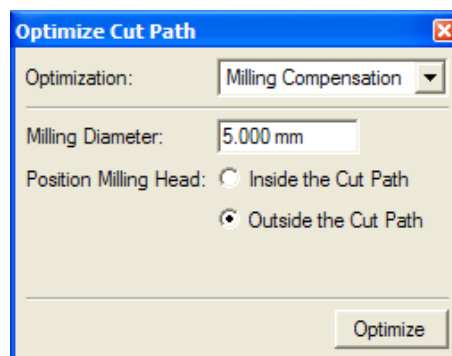 Optimize Cut Path
Optimization: Milling Compensation
Milling Diameter: 5.000 mm
Position Milling Head: Inside the Cut Path
Outside the Cut Path
Optimize